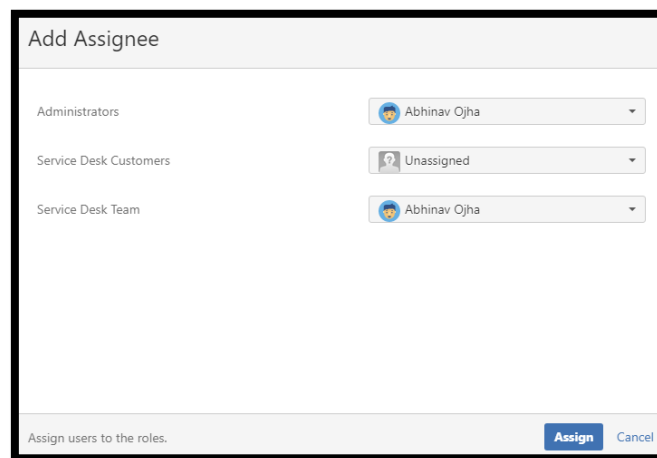 Add Assignee
Administrators Abhinav Ojha
Service Desk Customers Unassigned
Service Desk Team Abhinav Ojha
Assign users to the roles. Assign Cancel